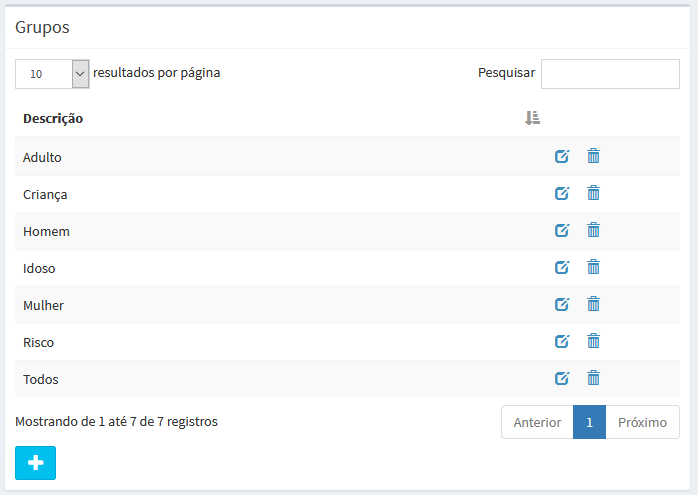 Grupos
10 resultados por página Pesquisar
Descrição
Adulto
Criança
Homem
Idoso
Mulher
Risco
Todos
Mostrando de 1 até 7 de 7 registros Anterior 1 Próximo